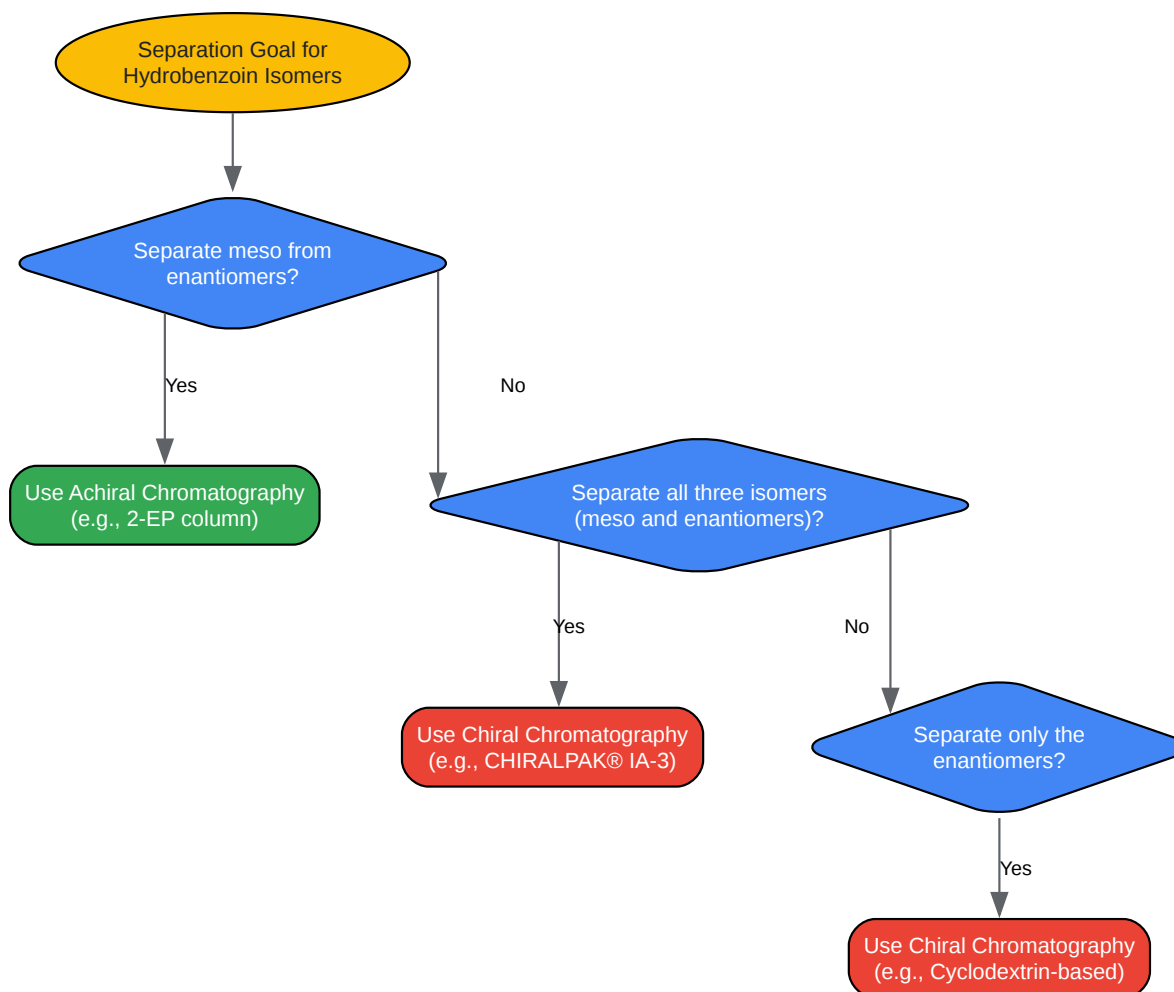 Separation Goal for
Hydrobenzoin Isomers
Separate meso from
enantiomers?
Yes
No
Use Achiral Chromatography
(e.g., 2-EP column)
Separate all three isomers
(meso and enantiomers)?
Yes
No
Use Chiral Chromatography
(e.g., CHIRALPAK® IA-3)
Separate only the
enantiomers?
Yes
Use Chiral Chromatography
(e.g., Cyclodextrin-based)